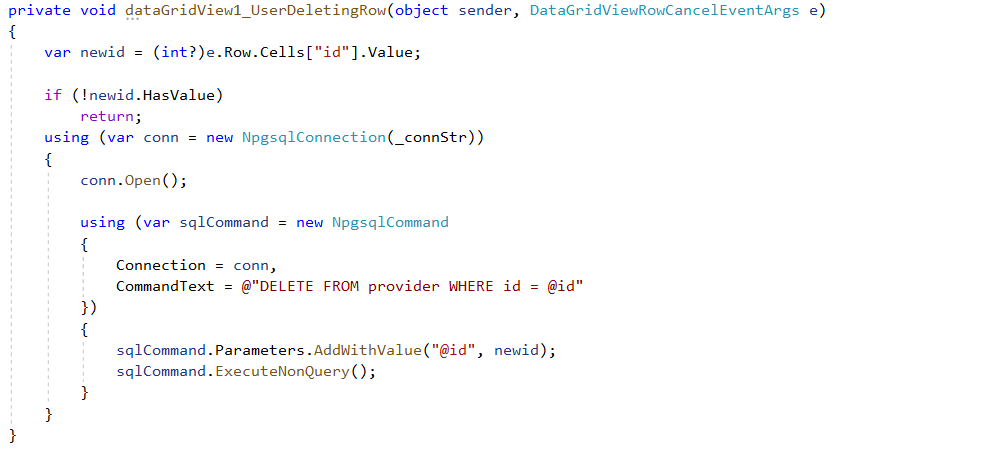 private void dataGridView1_UserDeletingRow(object sender, DataGridViewRowCancelEventArgs e)
{
    var newid = (int?)e.Row.Cells["id"].Value;

    if (!newid.HasValue)
        return;
    using (var conn = new NpgsqlConnection(_connStr))
    {
        conn.Open();

        using (var sqlCommand = new NpgsqlCommand
        {
            Connection = conn,
            CommandText = @"DELETE FROM provider WHERE id = @id"
        })
        {
            sqlCommand.Parameters.AddWithValue("@id", newid);
            sqlCommand.ExecuteNonQuery();
        }
    }
}